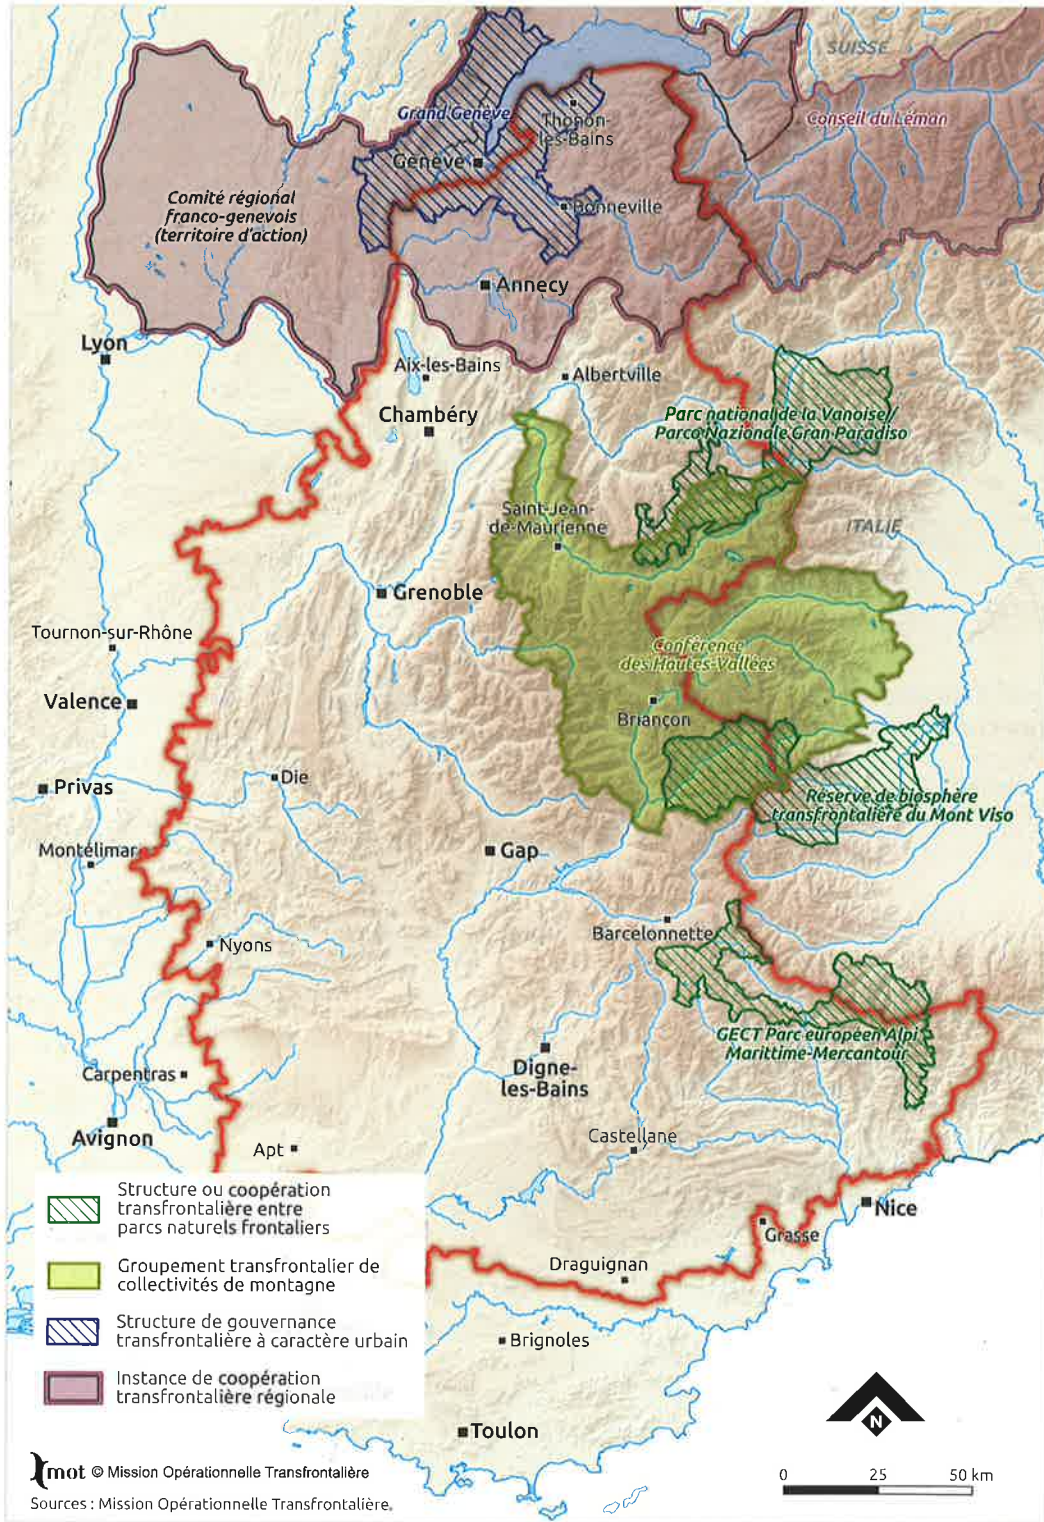 SUISSE
Grand Genève
Thonon-
les-Bains
Conseil du Léman
Genève
Comité régional
franco-genevois
(territoire d'action)
Bonneville
Annecy
Lyon
Aix-les-Bains
Albertville
Chambéry
Parc national de la Vanoise /
Parco Nazionale Gran Paradiso
Saint-Jean-
de-Maurienne
ITALIE
Grenoble
Tournon-sur-Rhône
Conférence
des Hautes-Vallées
Valence
Briançon
Die
Privas
Réserve de biosphère
transfrontalière du Mont Viso
Montélimar
Gap
Barcelonnette
Nyons
GECT Parc européen Alpi
Marittime-Mercantour
Digne-
les-Bains
Carpentras
Avignon
Castellane
Apt
Structure ou coopération
transfrontalière entre
parcs naturels frontaliers
Nice
Grasse
Groupement transfrontalier de
collectivités de montagne
Draguignan
Structure de gouvernance
transfrontalière à caractère urbain
Brignoles
Instance de coopération
transfrontalière régionale
N
Toulon
mot © Mission Opérationnelle Transfrontalière
0 25 50 km
Sources : Mission Opérationnelle Transfrontalière.